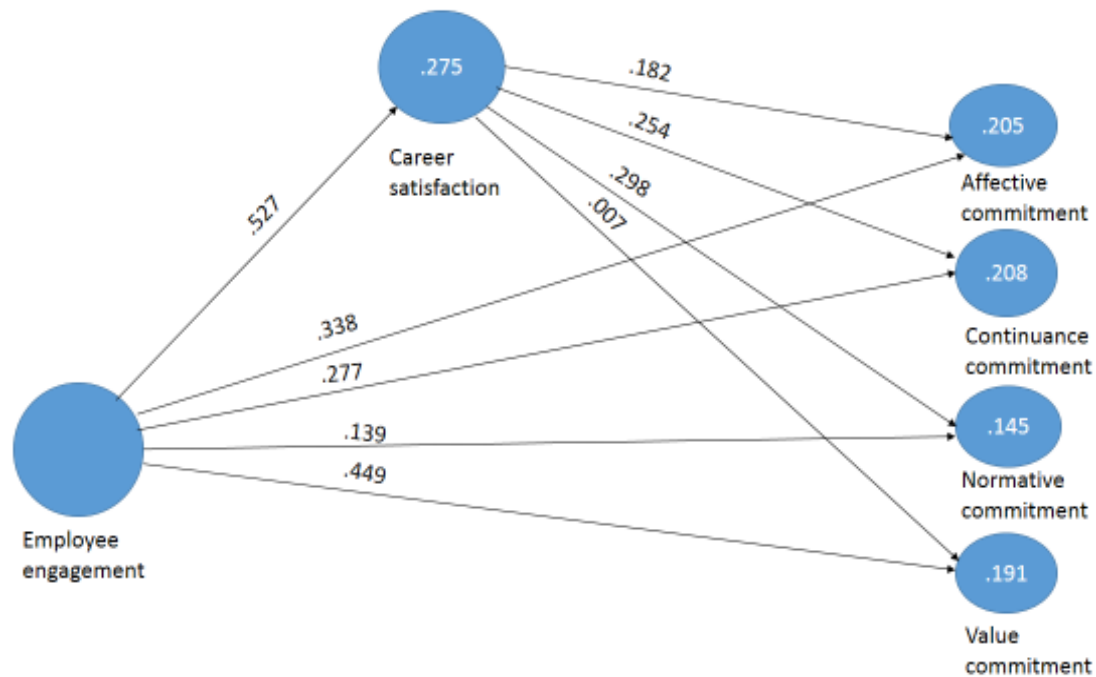 .275
Career
satisfaction
.182
.254
.298
.007
.527
.205
Affective
commitment
.338
.277
.208
Continuance
commitment
.139
.449
.145
Normative
commitment
Employee
engagement
.191
Value
commitment